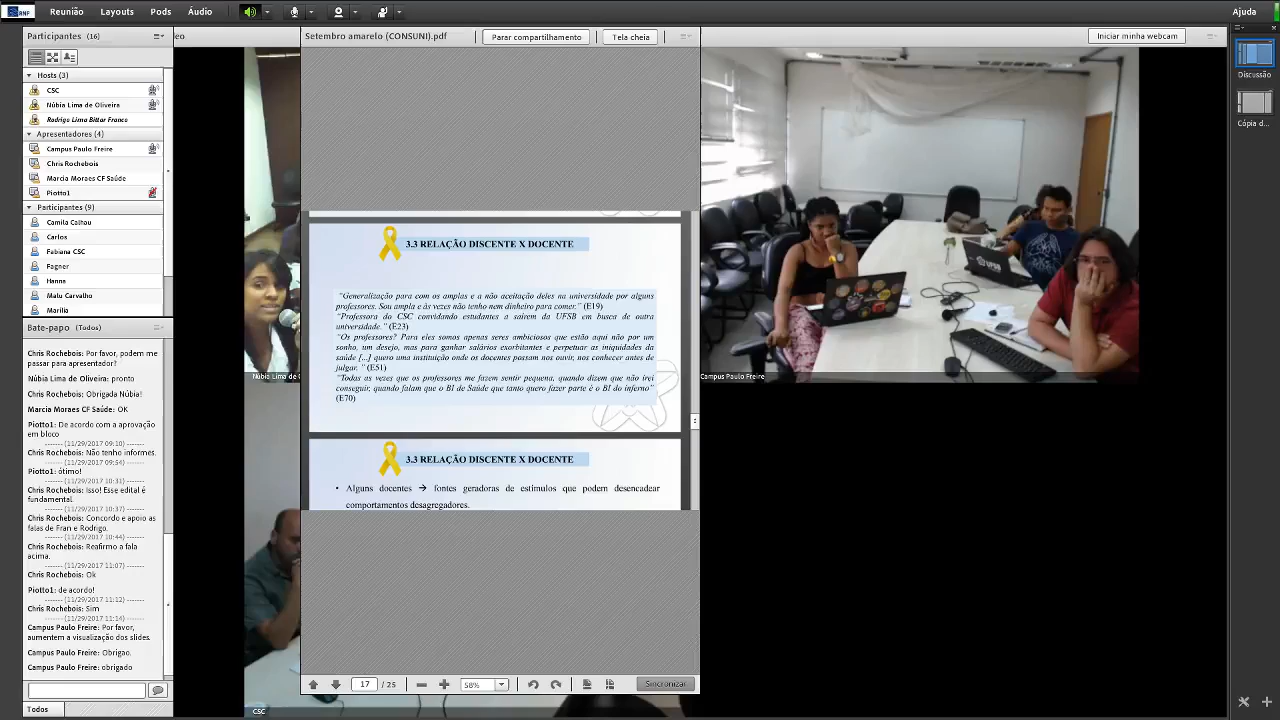 RNP Reunião Layouts Pods Áudio Ajuda
Participantes (16)
eo
Setembro amarelo (CONSUNI).pdf
Parar compartilhamento
Tela cheia
Iniciar minha webcam
Hosts (3)
CSC
Núbia Lima de Oliveira
Rodrigo Lima Bittar Franco
Apresentadores (4)
Campus Paulo Freire
Chris Rochebois
Marcia Moraes CF Saúde
Piotto1
Participantes (9)
Camila Calhau
Carlos
Fabiana CSC
Fagner
Hanna
Malu Carvalho
Marília
Bate-papo (Todos)
Chris Rochebois: Por favor, podem me
passar para apresentador?
Núbia Lima de Oliveira: pronto
Chris Rochebois: Obrigada Núbia!
Marcia Moraes CF Saúde: OK
Piotto1: De acordo com a aprovação
em bloco
------- (11/29/2017 09:10) -------
Chris Rochebois: Não tenho informes.
------- (11/29/2017 09:54) -------
Piotto1: ótimo!
------- (11/29/2017 10:31) -------
Chris Rochebois: Isso! Esse edital é
fundamental.
------- (11/29/2017 10:37) -------
Chris Rochebois: Concordo e apoio as
falas de Fran e Rodrigo.
------- (11/29/2017 10:44) -------
Chris Rochebois: Reafirmo a fala
acima.
------- (11/29/2017 11:07) -------
Chris Rochebois: Ok
Piotto1: de acordo!
------- (11/29/2017 11:12) -------
Chris Rochebois: Sim
------- (11/29/2017 11:14) -------
Campus Paulo Freire: Por favor,
aumentem a visualização dos slides.
Campus Paulo Freire: Obrigao.
Campus Paulo Freire: obrigado
Todos
Núbia Lima de O
CSC
3.3 RELAÇÃO DISCENTE X DOCENTE
"Generalização para com os amplas e a não aceitação deles na universidade por alguns
professores. Sou ampla e às vezes não tenho nem dinheiro para comer." (E19)
"Professora do CSC convidando estudantes a saírem da UFSB em busca de outra
universidade." (E23)
"Os professores? Para eles somos apenas seres ambiciosos que estão aqui não por um
sonho, um desejo, mas para ganhar salários exorbitantes e perpetuar as iniquidades da
saúde [...] quero uma instituição onde os docentes possam nos ouvir, nos conhecer antes de
julgar. " (E51)
"Todas as vezes que os professores me fazem sentir pequena, quando dizem que não irei
conseguir, quando falam que o BI de Saúde que tanto quero fazer parte é o BI do inferno"
(E70)
3.3 RELAÇÃO DISCENTE X DOCENTE
• Alguns docentes → fontes geradoras de estímulos que podem desencadear
comportamentos desagregadores.
17 / 25
58%
Sincronizar
UFSB
Campus Paulo Freire
Discussão
Cópia d...